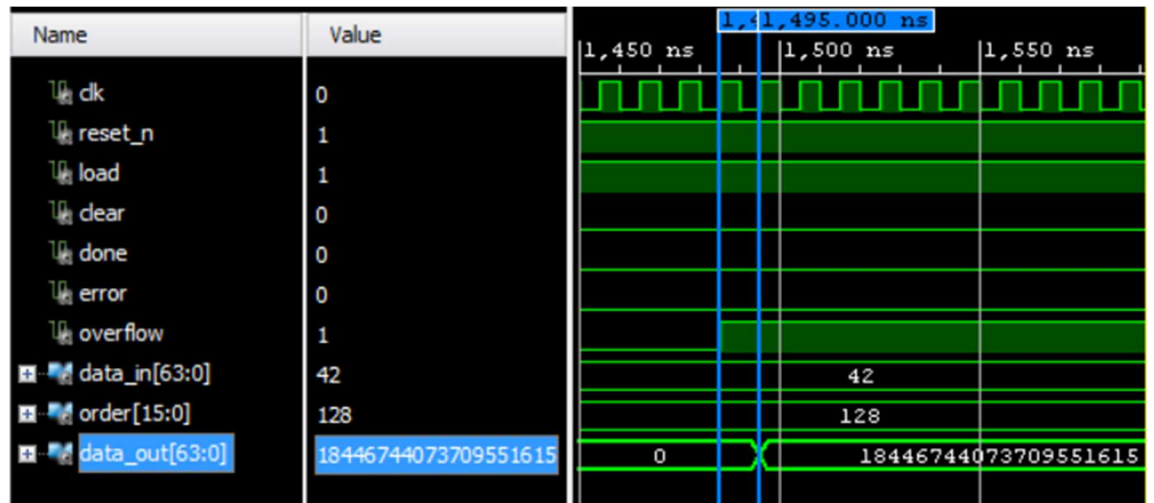 1,4 1,495.000 ns
Name Value
1,450 ns 1,500 ns 1,550 ns
clk 0
reset_n 1
load 1
clear 0
done 0
error 0
overflow 1
data_in[63:0] 42 42
order[15:0] 128 128
data_out[63:0] 18446744073709551615 0 18446744073709551615